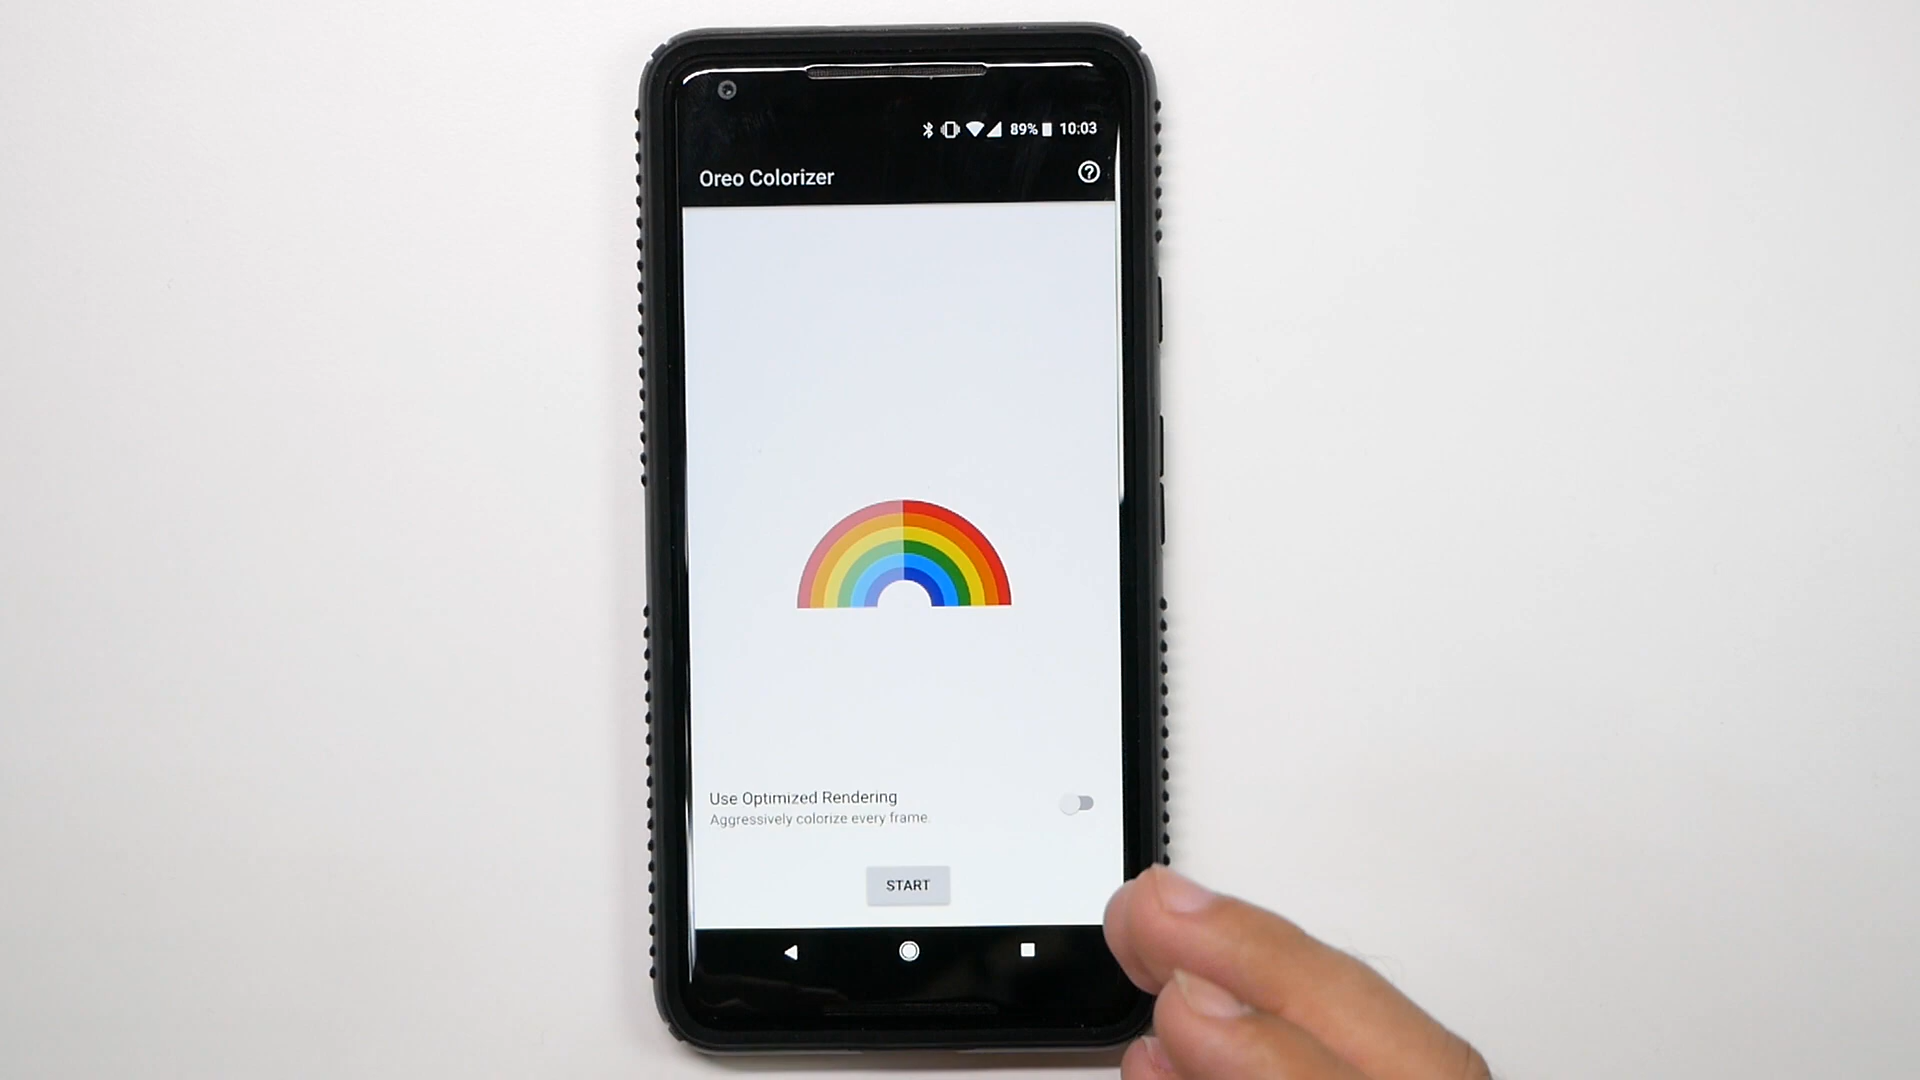 89% 10:03
Oreo Colorizer
Use Optimized Rendering
Aggressively colorize every frame.
START